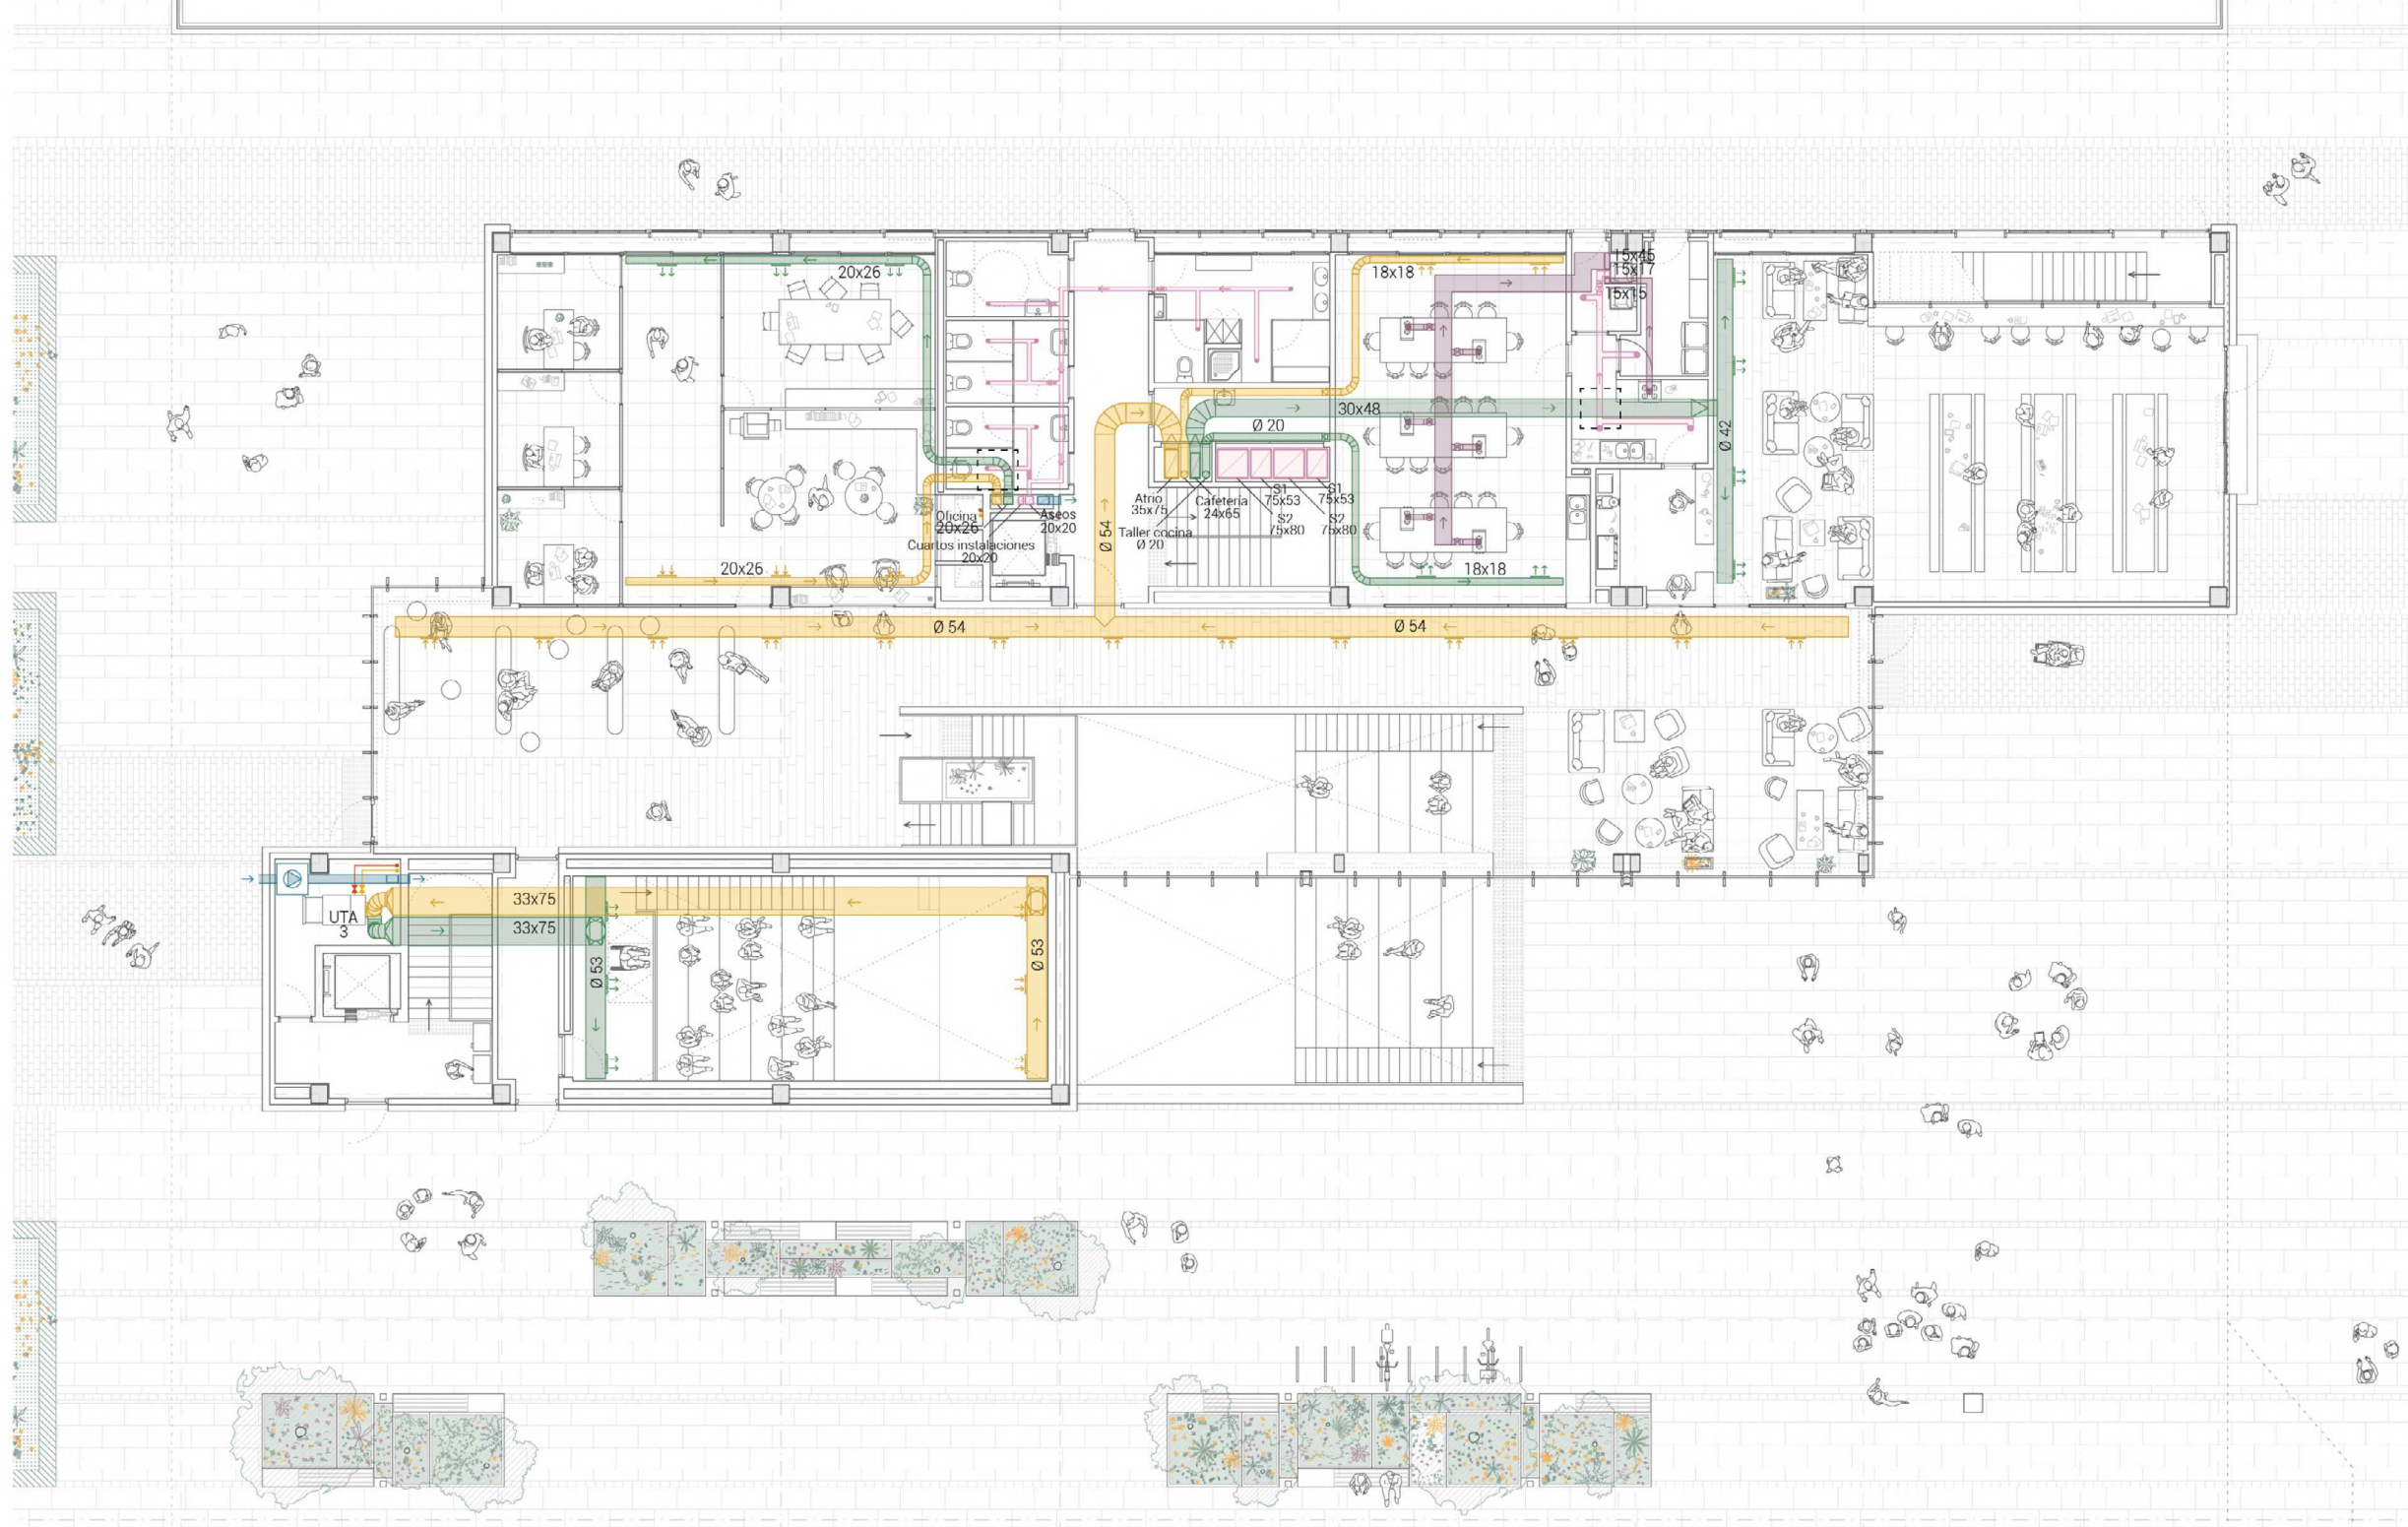 20x26
18x18
15x45
15x17
15x15
30x48
Ø 20
Ø 42
Atrio
35x75
Cafetería
24x65
S1
75x53
S1
75x53
S2
75x80
S2
75x80
Taller cocina
Ø 20
Oficina
20x26
Aseos
20x20
Cuartos instalaciones
20x20
Ø 54
20x26
18x18
Ø 54
Ø 54
33x75
33x75
UTA
3
Ø 53
Ø 53